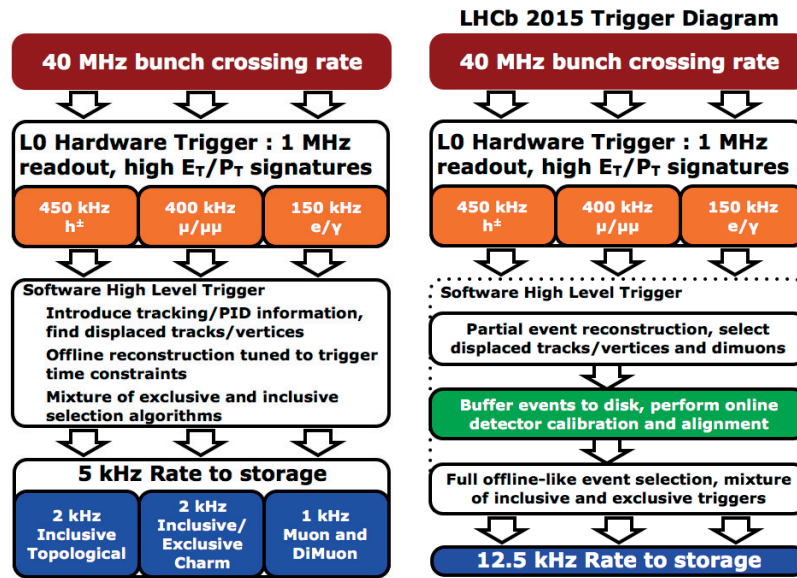 40 MHz bunch crossing rate
L0 Hardware Trigger : 1 MHz
readout, high E_T/P_T signatures
450 kHz
h±
400 kHz
μ/μμ
150 kHz
e/γ
Software High Level Trigger
Introduce tracking/PID information,
find displaced tracks/vertices
Offline reconstruction tuned to trigger
time constraints
Mixture of exclusive and inclusive
selection algorithms
5 kHz Rate to storage
2 kHz
Inclusive
Topological
2 kHz
Inclusive/
Exclusive
Charm
1 kHz
Muon and
DiMuon
LHCb 2015 Trigger Diagram
40 MHz bunch crossing rate
L0 Hardware Trigger : 1 MHz
readout, high E_T/P_T signatures
450 kHz
h±
400 kHz
μ/μμ
150 kHz
e/γ
Software High Level Trigger
Partial event reconstruction, select
displaced tracks/vertices and dimuons
Buffer events to disk, perform online
detector calibration and alignment
Full offline-like event selection, mixture
of inclusive and exclusive triggers
12.5 kHz Rate to storage